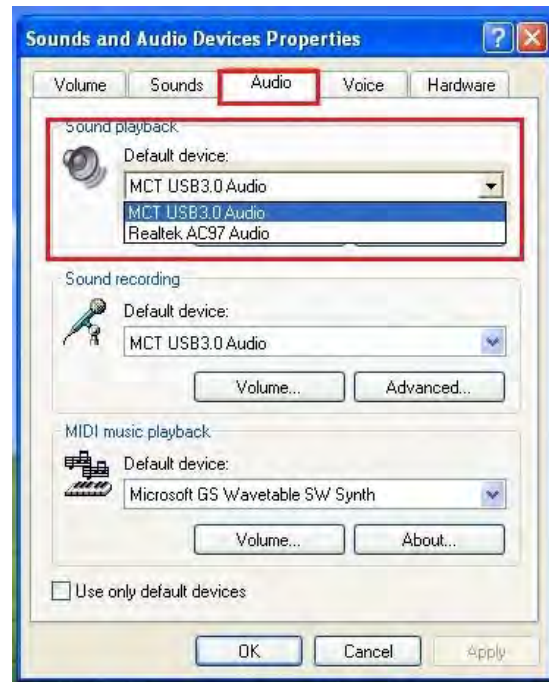 Sounds and Audio Devices Properties
Volume Sounds Audio Voice Hardware
Sound playback
Default device:
MCT USB3.0 Audio
MCT USB3.0 Audio
Realtek AC97 Audio
Sound recording
Default device:
MCT USB3.0 Audio
Volume... Advanced...
MIDI music playback
Default device:
Microsoft GS Wavetable SW Synth
Volume... About...
Use only default devices
OK Cancel Apply